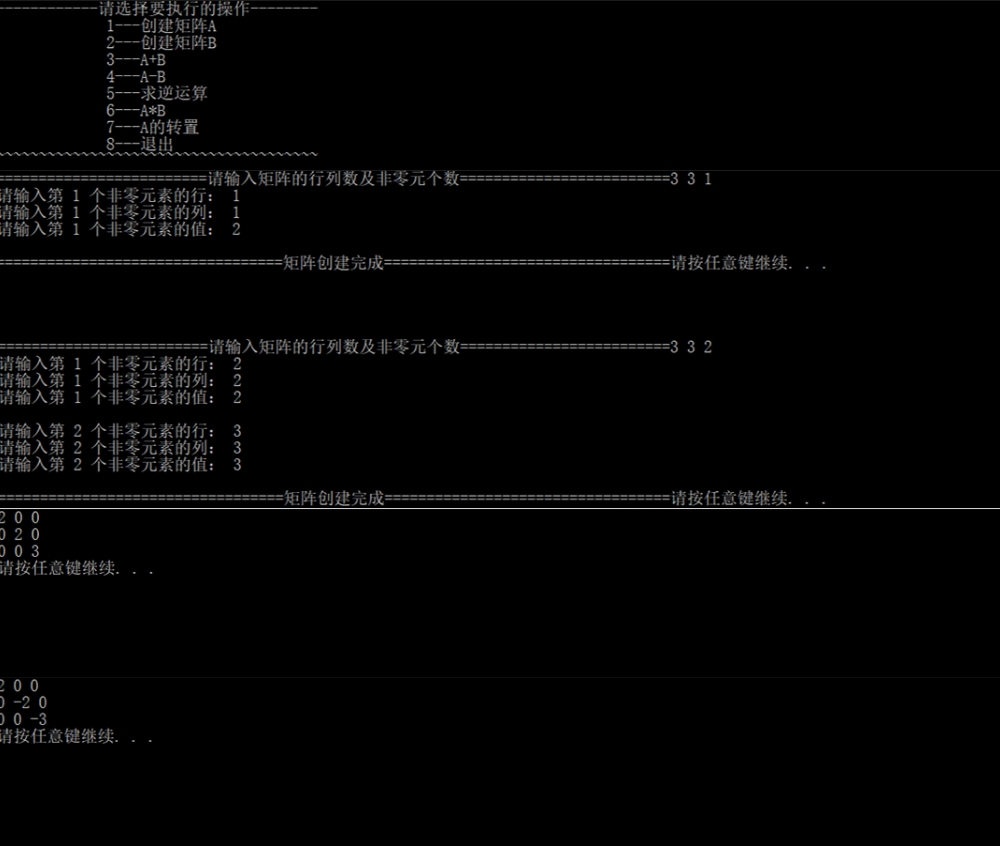 ------------请选择要执行的操作--------
1---创建矩阵A
2---创建矩阵B
3---A+B
4---A-B
5---求逆运算
6---A*B
7---A的转置
8---退出
~~~~~~~~~~~~~~~~~~~~~~~~~~~~~~~~~~~~~~
=========================请输入矩阵的行列数及非零元个数=========================3 3 1
请输入第 1 个非零元素的行: 1
请输入第 1 个非零元素的列: 1
请输入第 1 个非零元素的值: 2
==================================矩阵创建完成==================================请按任意键继续. . .
=========================请输入矩阵的行列数及非零元个数=========================3 3 2
请输入第 1 个非零元素的行: 2
请输入第 1 个非零元素的列: 2
请输入第 1 个非零元素的值: 2
请输入第 2 个非零元素的行: 3
请输入第 2 个非零元素的列: 3
请输入第 2 个非零元素的值: 3
==================================矩阵创建完成==================================请按任意键继续. . .
2 0 0
0 2 0
0 0 3
请按任意键继续. . .
2 0 0
0 -2 0
0 0 -3
请按任意键继续. . .